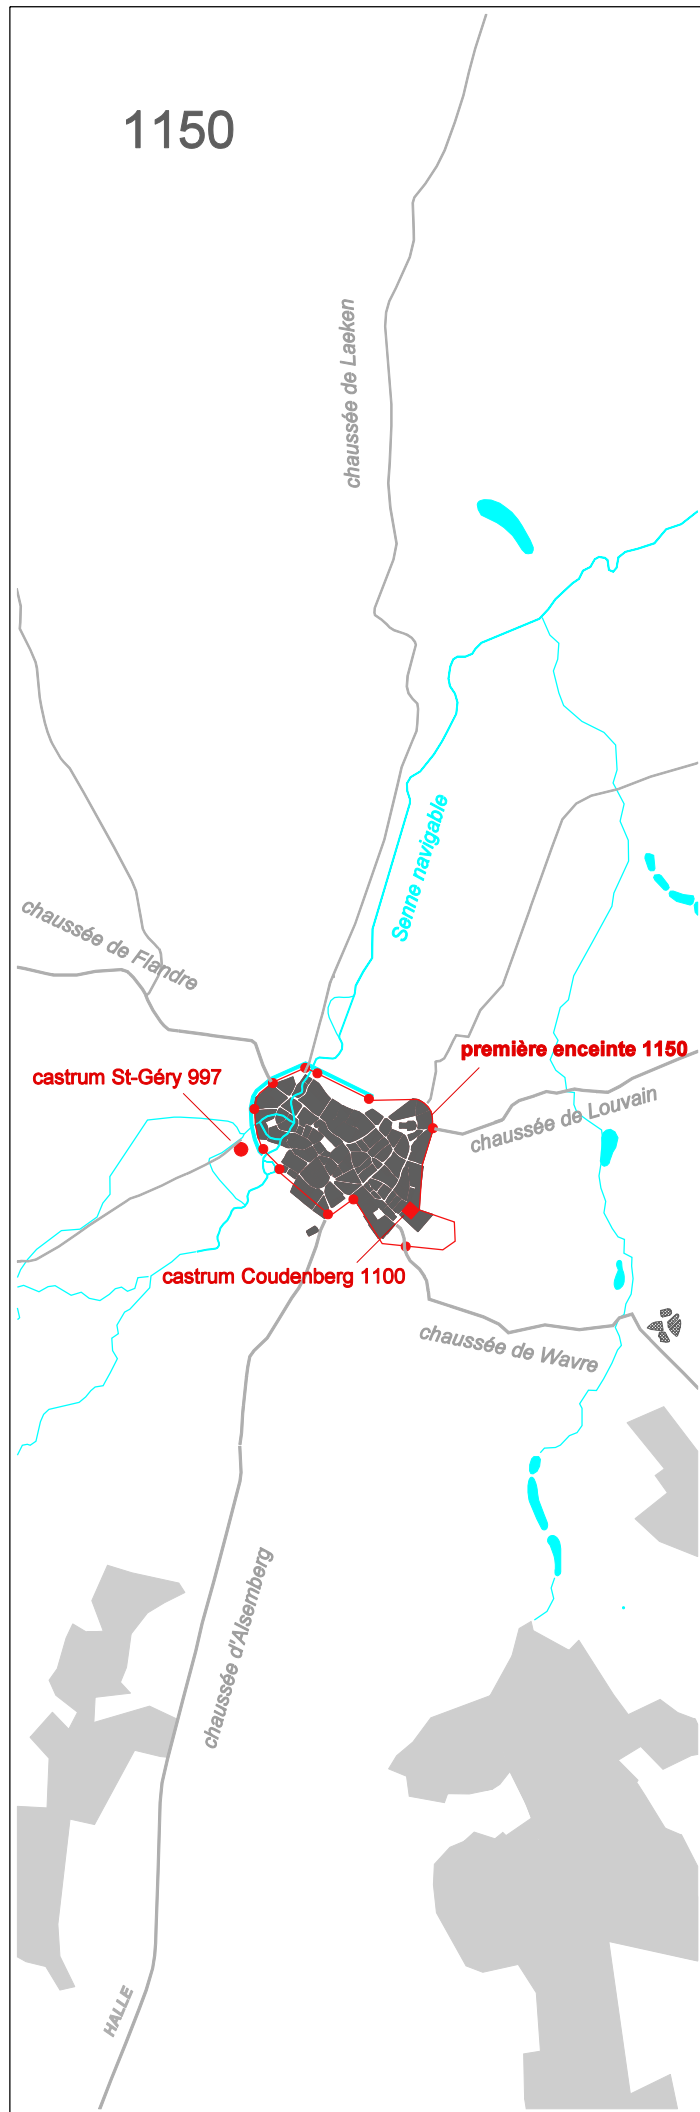 1150
chaussée de Laeken
Senne navigable
chaussée de Flandre
première enceinte 1150
castrum St-Géry 997
chaussée de Louvain
castrum Coudenberg 1100
chaussée de Wavre
chaussée d'Alsemberg
HALLE